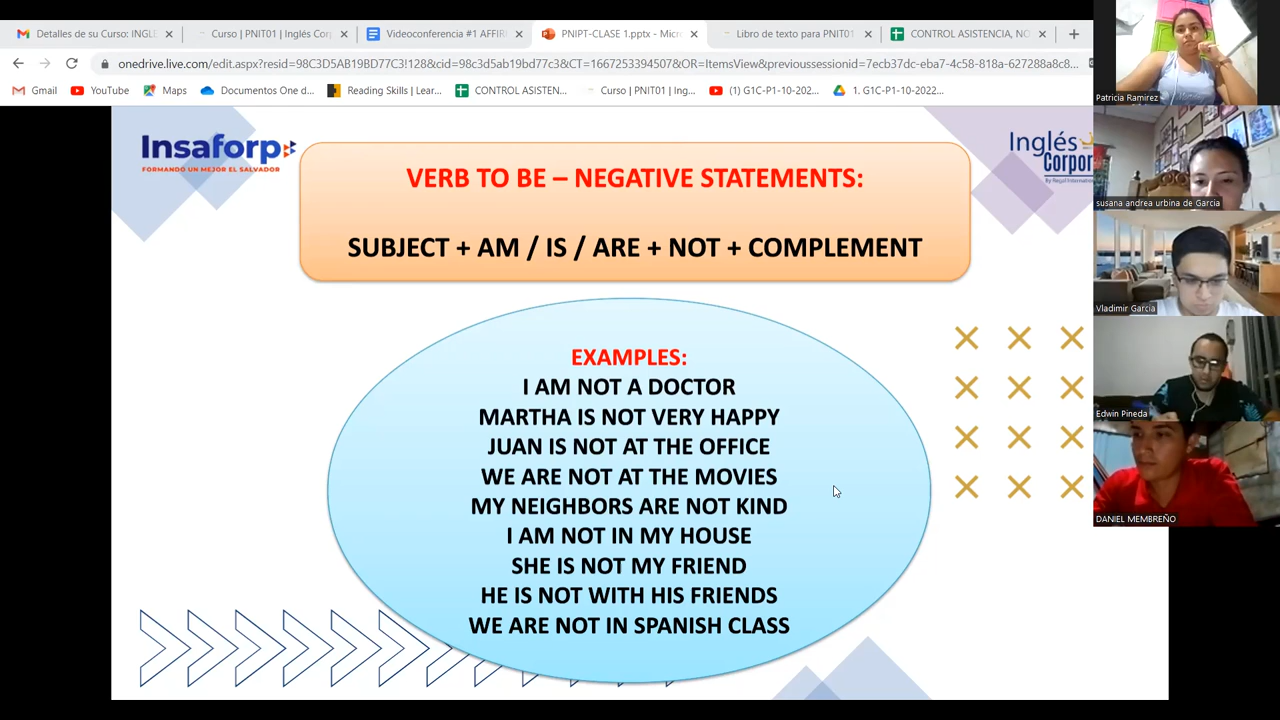 Detalles de su Curso: INGLE
Curso | PNIT01 | Inglés Corp
Videoconferencia #1 AFFIR
PNIPT-CLASE 1.pptx - Micro
Libro de texto para PNIT01
CONTROL ASISTENCIA, NO
onedrive.live.com/edit.aspx?resid=98C3D5AB19BD77C3!128&cid=98c3d5ab19bd77c3&CT=1667253394507&OR=ItemsView&previoussessionid=7ecb37dc-eba7-4c58-818a-627288a8c8...
Gmail
YouTube
Maps
Documentos One d...
Reading Skills | Lear...
CONTROL ASISTEN...
Curso | PNIT01 | Ing...
(1) G1C-P1-10-202...
1. G1C-P1-10-2022...
Insaforp
FORMANDO UN MEJOR EL SALVADOR
Inglés
Corpor
By Regal Internation
VERB TO BE – NEGATIVE STATEMENTS:
SUBJECT + AM / IS / ARE + NOT + COMPLEMENT
EXAMPLES:
I AM NOT A DOCTOR
MARTHA IS NOT VERY HAPPY
JUAN IS NOT AT THE OFFICE
WE ARE NOT AT THE MOVIES
MY NEIGHBORS ARE NOT KIND
I AM NOT IN MY HOUSE
SHE IS NOT MY FRIEND
HE IS NOT WITH HIS FRIENDS
WE ARE NOT IN SPANISH CLASS
Patricia Ramirez
susana andrea urbina de Garcia
Vladimir Garcia
Edwin Pineda
DANIEL MEMBREÑO